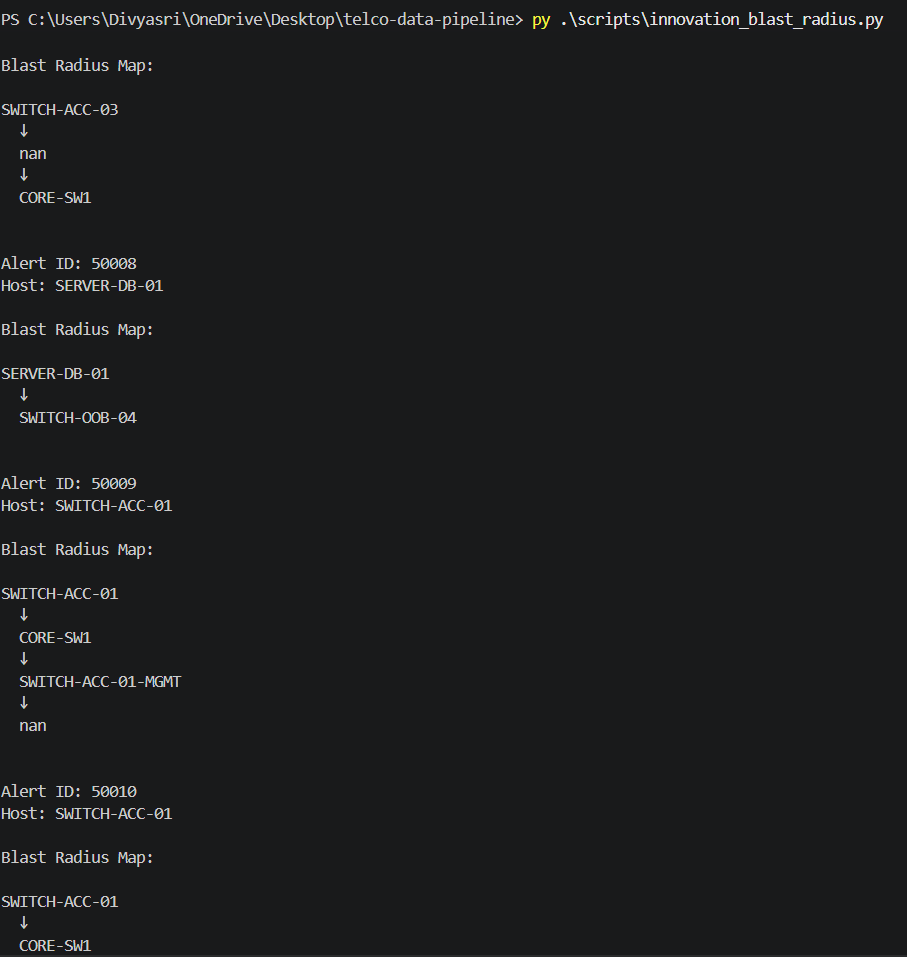 PS C:\Users\Divyasri\OneDrive\Desktop\telco-data-pipeline> py .\scripts\innovation_blast_radius.py
Blast Radius Map:
SWITCH-ACC-03
↓
nan
↓
CORE-SW1
Alert ID: 50008
Host: SERVER-DB-01
Blast Radius Map:
SERVER-DB-01
↓
SWITCH-OOB-04
Alert ID: 50009
Host: SWITCH-ACC-01
Blast Radius Map:
SWITCH-ACC-01
↓
CORE-SW1
↓
SWITCH-ACC-01-MGMT
↓
nan
Alert ID: 50010
Host: SWITCH-ACC-01
Blast Radius Map:
SWITCH-ACC-01
↓
CORE-SW1